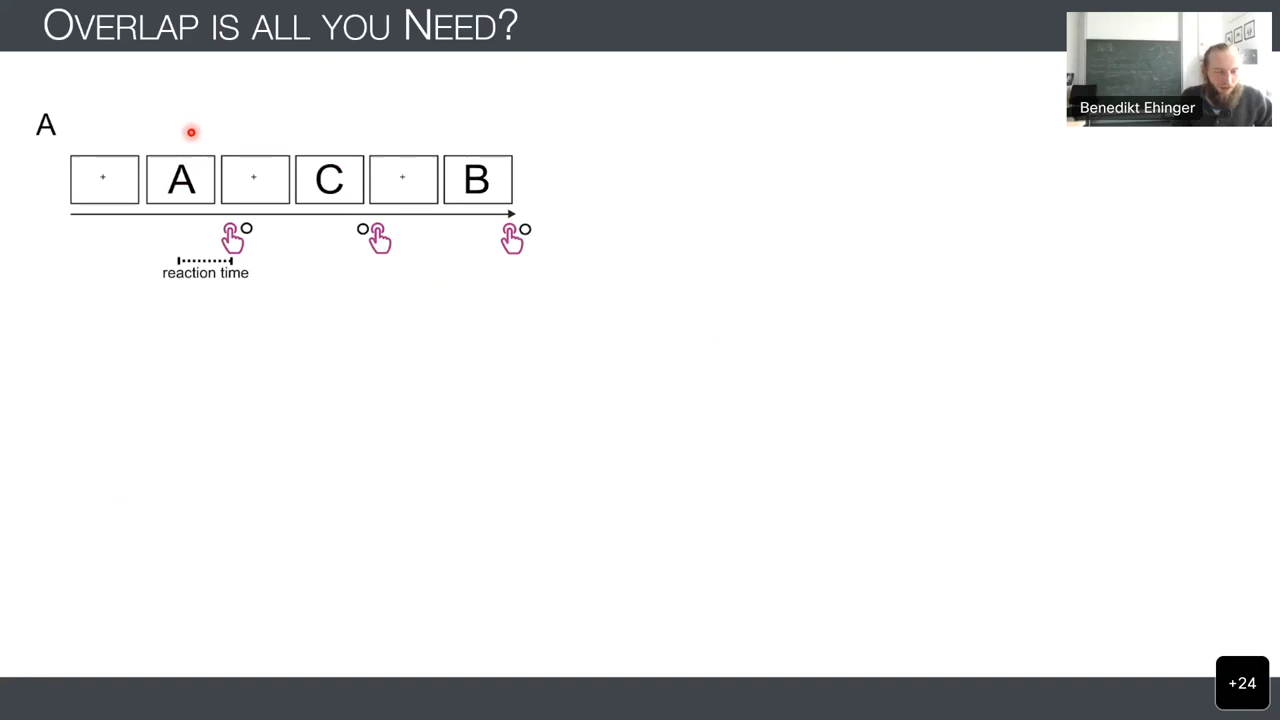 OVERLAP IS ALL YOU NEED?
Benedikt Ehinger
A
+ A + C + B
reaction time
+24